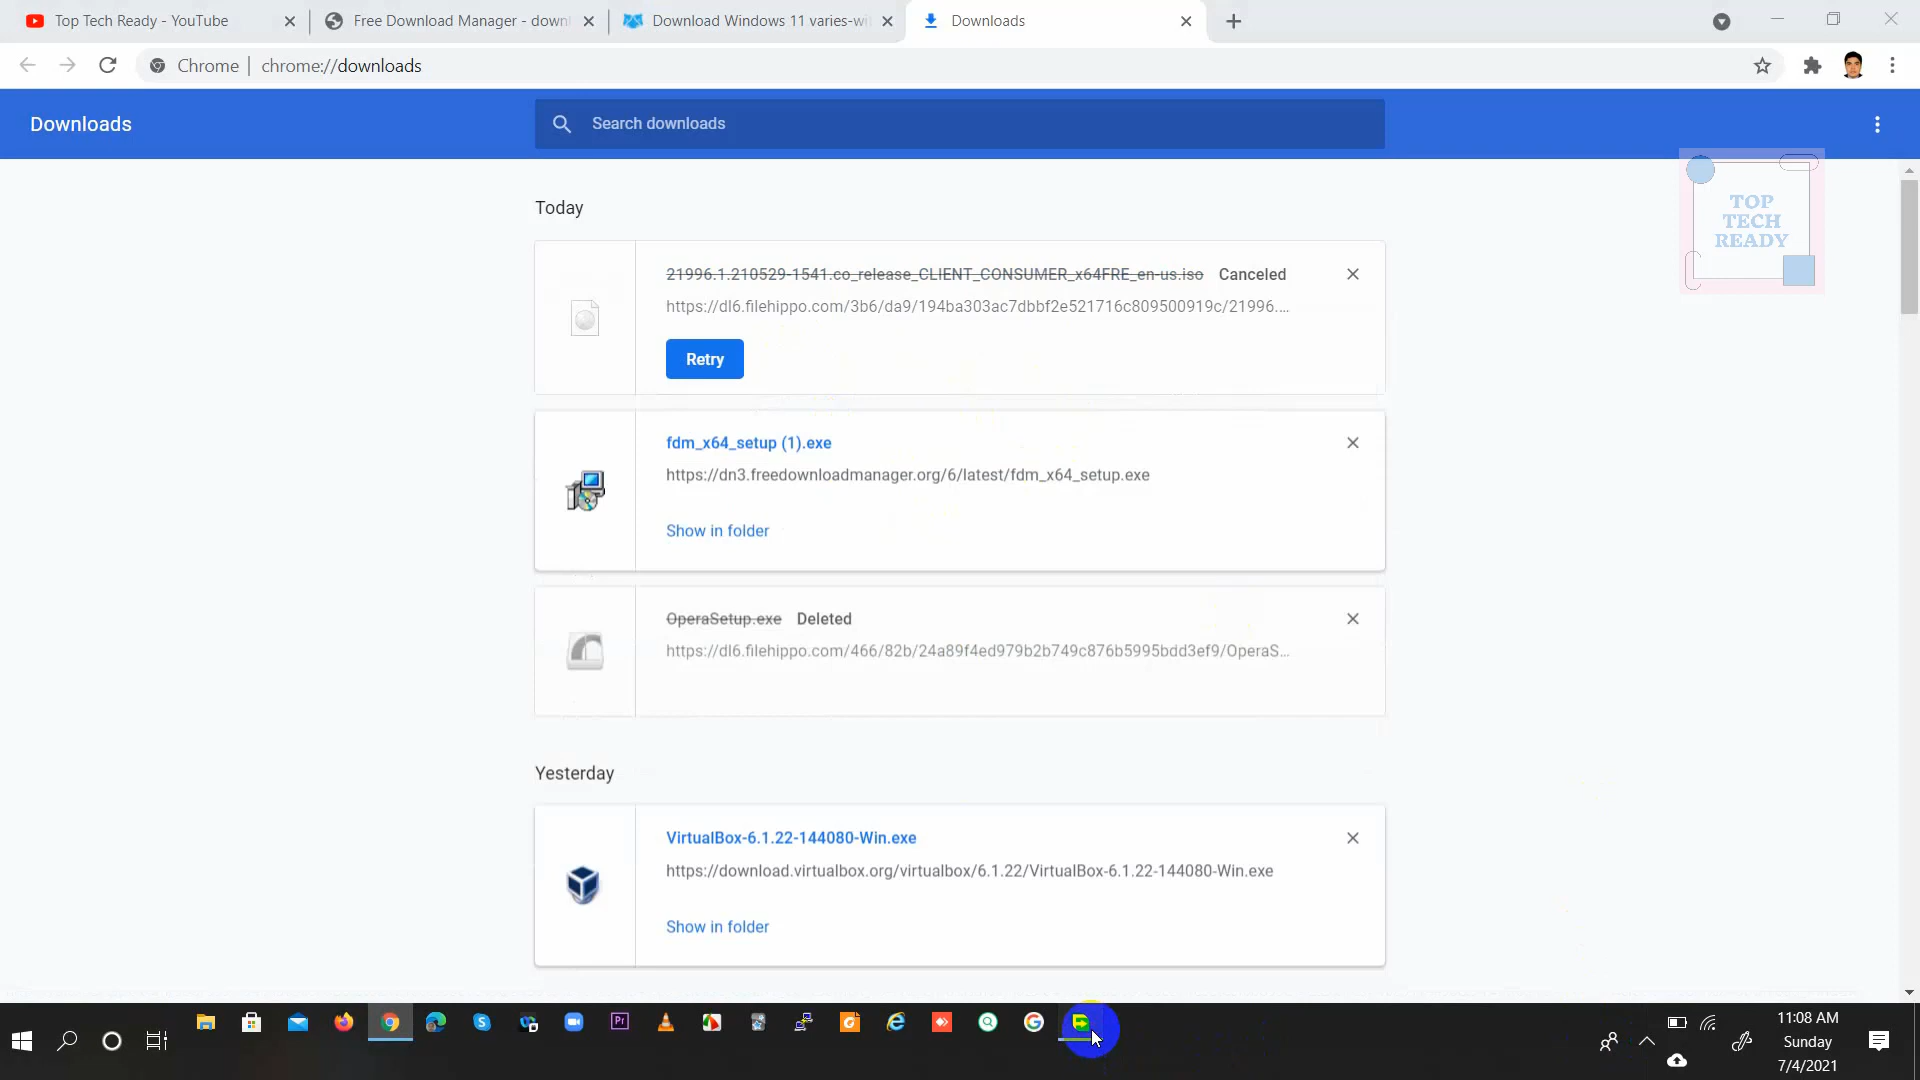 Top Tech Ready - YouTube
Free Download Manager - down
Download Windows 11 varies-wi
Downloads
Chrome | chrome://downloads
Downloads
Search downloads
TOP
TECH
READY
Today
21996.1.210529-1541.co_release_CLIENT_CONSUMER_x64FRE_en-us.iso Canceled
https://dl6.filehippo.com/3b6/da9/194ba303ac7dbbf2e521716c809500919c/21996....
Retry
fdm_x64_setup (1).exe
https://dn3.freedownloadmanager.org/6/latest/fdm_x64_setup.exe
Show in folder
OperaSetup.exe Deleted
https://dl6.filehippo.com/466/82b/24a89f4ed979b2b749c876b5995bdd3ef9/OperaS...
Yesterday
VirtualBox-6.1.22-144080-Win.exe
https://download.virtualbox.org/virtualbox/6.1.22/VirtualBox-6.1.22-144080-Win.exe
Show in folder
Pr
11:08 AM
Sunday
7/4/2021